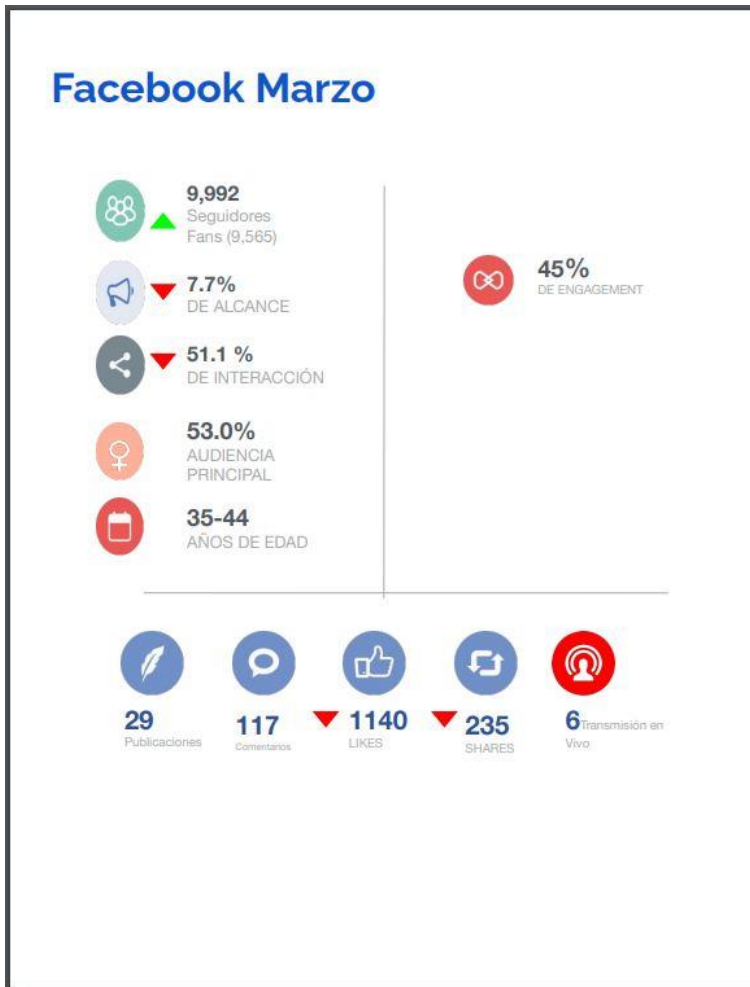 Facebook Marzo
9,992
Seguidores
Fans (9,565)
7.7%
DE ALCANCE
51.1 %
DE INTERACCIÓN
53.0%
AUDIENCIA
PRINCIPAL
35-44
AÑOS DE EDAD
45%
DE ENGAGEMENT
29
Publicaciones
117
Comentarios
1140
LIKES
235
SHARES
6 Transmisión en
Vivo